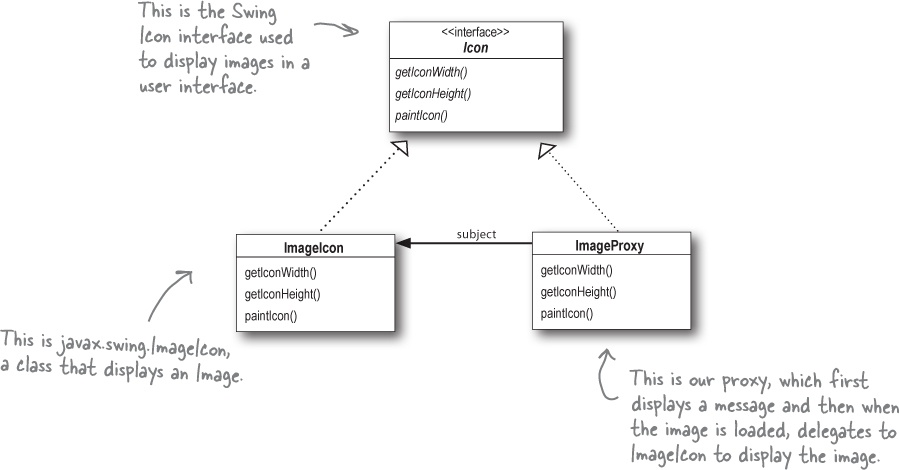 This is the Swing
Icon interface used
to display images in a
user interface.
<<interface>>
Icon
getIconWidth()
getIconHeight()
paintIcon()
subject
ImageIcon
getIconWidth()
getIconHeight()
paintIcon()
ImageProxy
getIconWidth()
getIconHeight()
paintIcon()
This is javax.swing.ImageIcon,
a class that displays an Image.
This is our proxy, which first
displays a message and then when
the image is loaded, delegates to
ImageIcon to display the image.